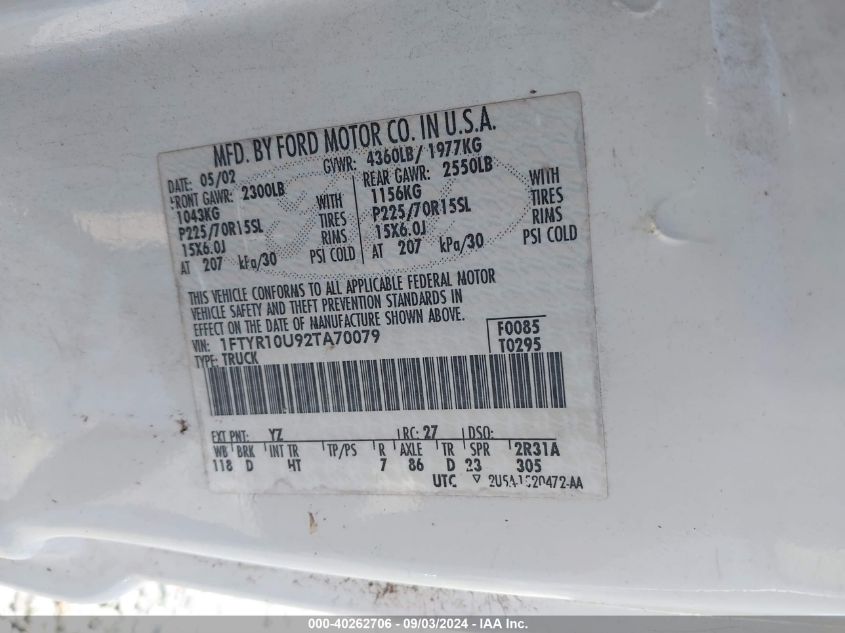 MFD. BY FORD MOTOR CO. IN U.S.A.
DATE: 05/02 GVWR: 4360LB/ 1977KG
FRONT GAWR: 2300LB REAR GAWR: 2550LB
1043KG WITH 1156KG WITH
P225/70R15SL TIRES P225/70R15SL TIRES
15X6.0J RIMS 15X6.0J RIMS
AT 207 kPa/30 PSI COLD AT 207 kPa/30 PSI COLD
THIS VEHICLE CONFORMS TO ALL APPLICABLE FEDERAL MOTOR
VEHICLE SAFETY AND THEFT PREVENTION STANDARDS IN
EFFECT ON THE DATE OF MANUFACTURE SHOWN ABOVE.
VIN: 1FTYR10U92TA70079 F0085
TYPE: TRUCK T0295
EXT PNT: YZ RC: 27 DSO:
WB BRK INT TR TP/PS R AXLE TR SPR 2R31A
118 D HT 7 86 D 23 305
UTC
000-40262706 - 09/03/2024 - IAA Inc.